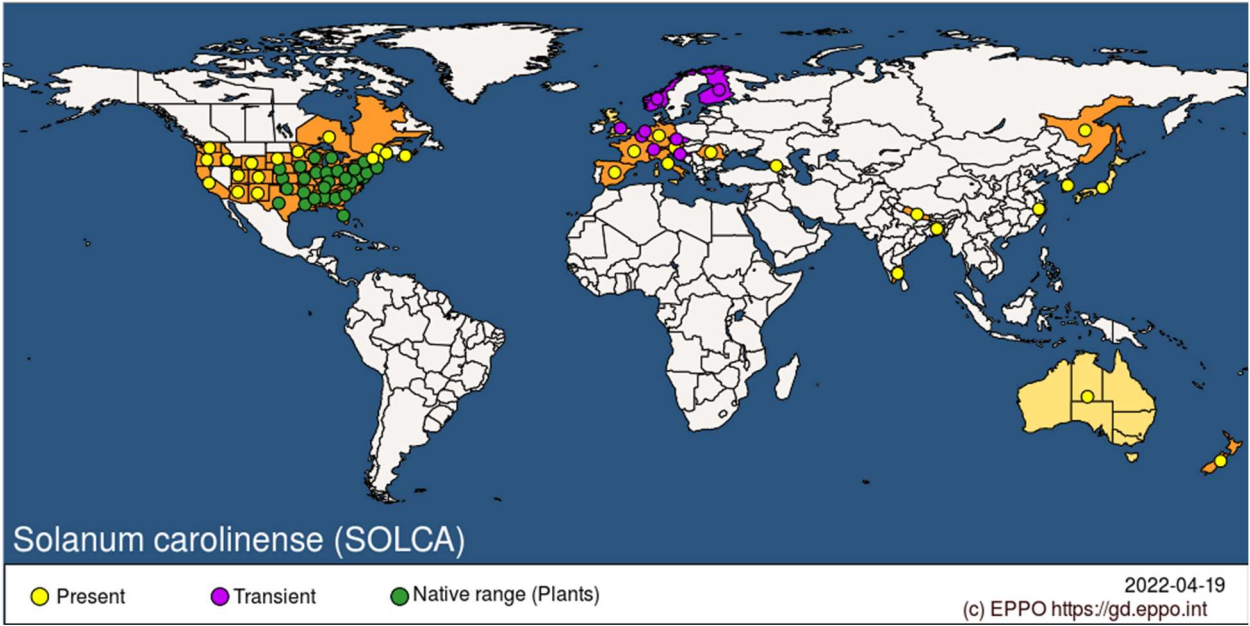 Solanum carolinense (SOLCA)
Present
Transient
Native range (Plants)
2022-04-19
(c) EPPO https://gd.eppo.int